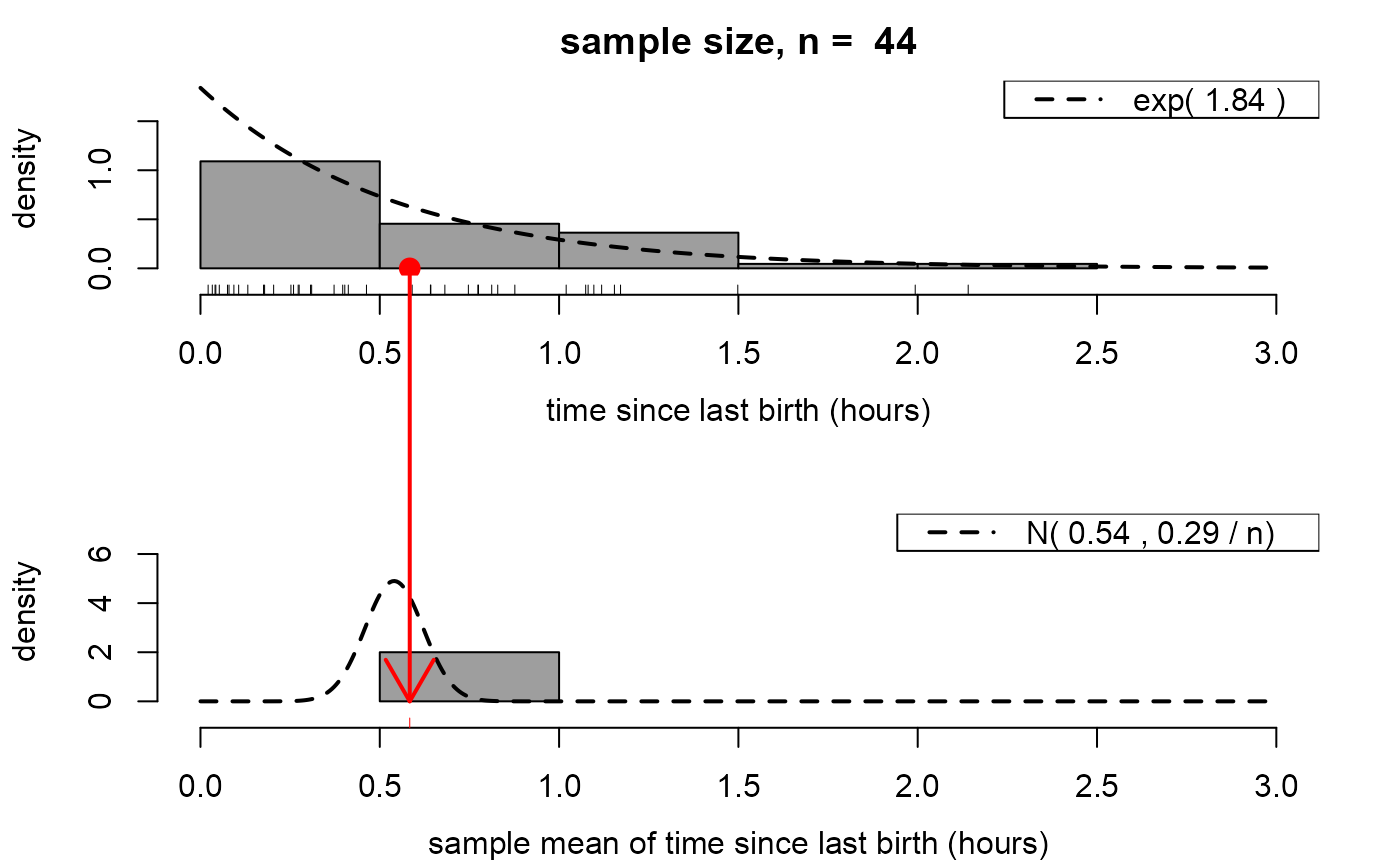 sample size, n =  44
exp( 1.84 )
density
0.0
1.0
0.0
0.5
1.0
1.5
2.0
2.5
3.0
time since last birth (hours)
N( 0.54 , 0.29 / n)
density
0
2
4
6
0.0
0.5
1.0
1.5
2.0
2.5
3.0
sample mean of time since last birth (hours)